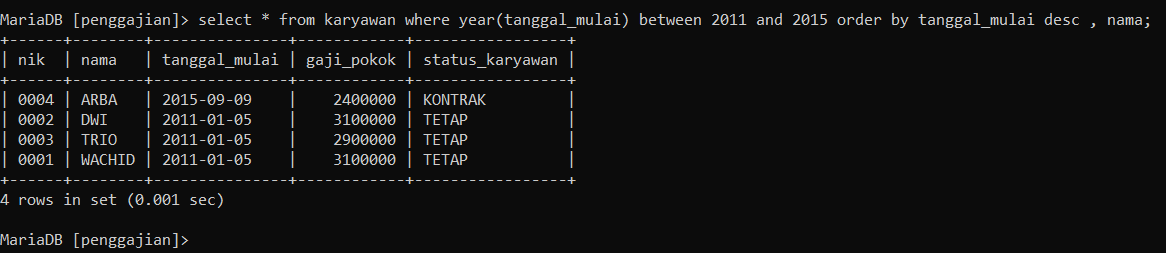 MariaDB [penggajian]> select * from karyawan where year(tanggal_mulai) between 2011 and 2015 order by tanggal_mulai desc , nama;
+------+--------+---------------+------------+-----------------+
| nik  | nama   | tanggal_mulai | gaji_pokok | status_karyawan |
+------+--------+---------------+------------+-----------------+
| 0004 | ARBA   | 2015-09-09    |    2400000 | KONTRAK         |
| 0002 | DWI    | 2011-01-05    |    3100000 | TETAP           |
| 0003 | TRIO   | 2011-01-05    |    2900000 | TETAP           |
| 0001 | WACHID | 2011-01-05    |    3100000 | TETAP           |
+------+--------+---------------+------------+-----------------+
4 rows in set (0.001 sec)

MariaDB [penggajian]>